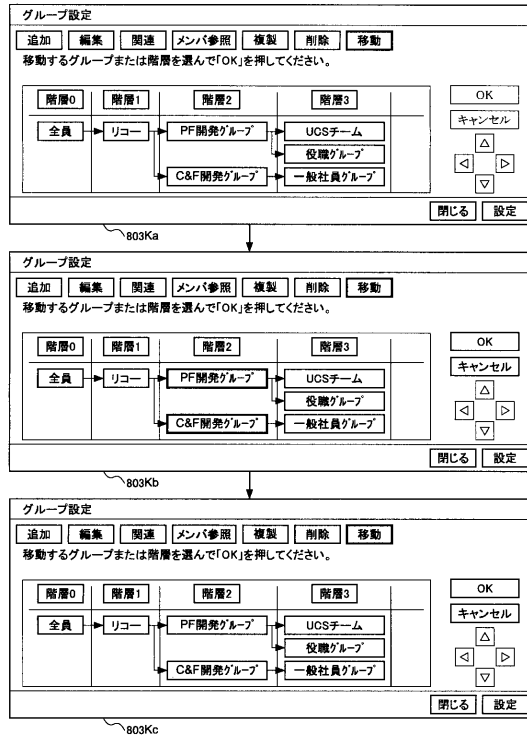 グループ設定
追加 編集 関連 メンバ参照 複製 削除 移動
移動するグループまたは階層を選んで「OK」を押してください。
階層0 階層1 階層2 階層3 OK
キャンセル
全員 リコー PF開発グループ UCSチーム
役職グループ
C&F開発グループ 一般社員グループ
閉じる 設定
803Ka
グループ設定
追加 編集 関連 メンバ参照 複製 削除 移動
移動するグループまたは階層を選んで「OK」を押してください。
階層0 階層1 階層2 階層3 OK
キャンセル
全員 リコー PF開発グループ UCSチーム
役職グループ
C&F開発グループ 一般社員グループ
閉じる 設定
803Kb
グループ設定
追加 編集 関連 メンバ参照 複製 削除 移動
移動するグループまたは階層を選んで「OK」を押してください。
階層0 階層1 階層2 階層3 OK
キャンセル
全員 リコー PF開発グループ UCSチーム
役職グループ
C&F開発グループ 一般社員グループ
閉じる 設定
803Kc